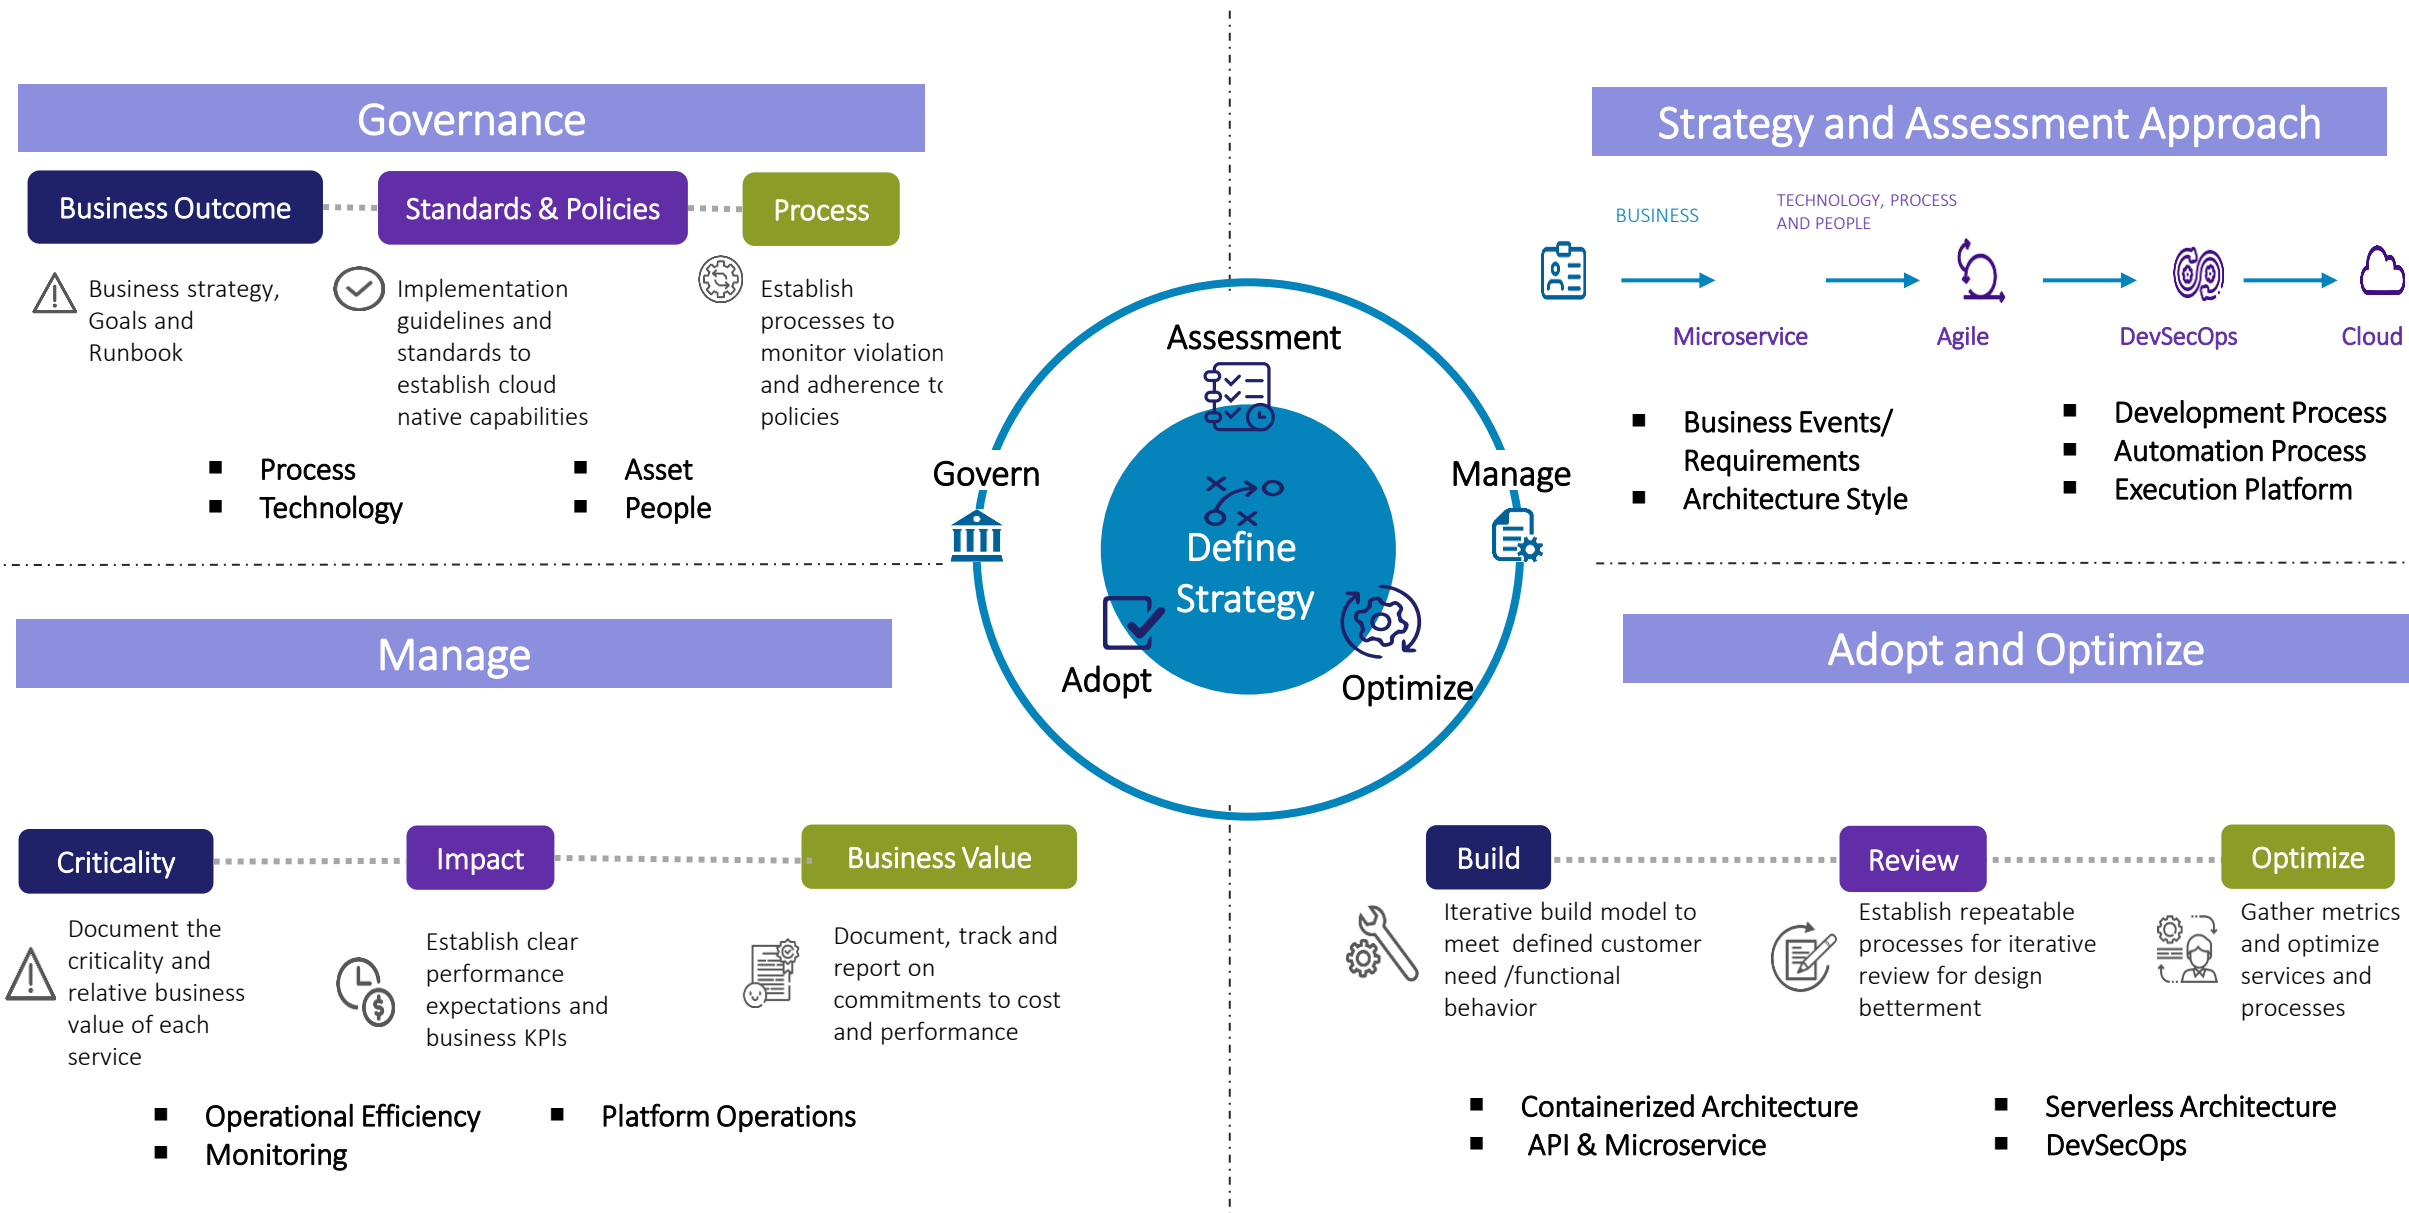 Governance
Business Outcome
Standards & Policies
Process
Business strategy,
Goals and
Runbook
Implementation
guidelines and
standards to
establish cloud
native capabilities
Establish
processes to
monitor violation
and adherence to
policies
■ Process
■ Technology
■ Asset
■ People
Strategy and Assessment Approach
BUSINESS
TECHNOLOGY, PROCESS
AND PEOPLE
Microservice
Agile
DevSecOps
Cloud
■ Business Events/
Requirements
■ Architecture Style
■ Development Process
■ Automation Process
■ Execution Platform
Assessment
Govern
Manage
Define
Strategy
Adopt
Optimize
Manage
Criticality
Impact
Business Value
Document the
criticality and
relative business
value of each
service
Establish clear
performance
expectations and
business KPIs
Document, track and
report on
commitments to cost
and performance
■ Operational Efficiency
■ Monitoring
■ Platform Operations
Adopt and Optimize
Build
Review
Optimize
Iterative build model to
meet defined customer
need /functional
behavior
Establish repeatable
processes for iterative
review for design
betterment
Gather metrics
and optimize
services and
processes
■ Containerized Architecture
■ API & Microservice
■ Serverless Architecture
■ DevSecOps